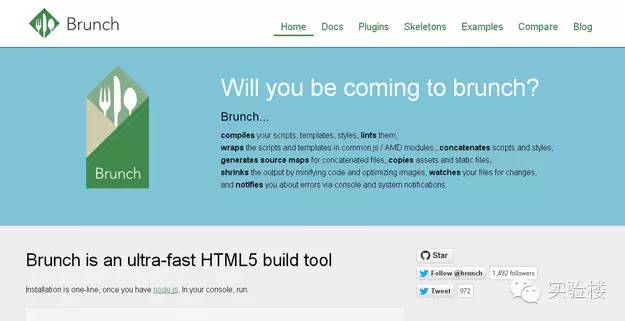 Brunch
Home Docs Plugins Skeletons Examples Compare Blog
Will you be coming to brunch?
Brunch...
compiles your scripts, templates, styles, lints them,
wraps the scripts and templates in common.js / AMD modules., concatenates scripts and styles,
generates source maps for concatenated files, copies assets and static files,
shrinks the output by minifying code and optimizing images, watches your files for changes,
and notifies you about errors via console and system notifications.
Brunch
Brunch is an ultra-fast HTML5 build tool
Star
Follow @brunch 1,492 followers
Installation is one-line, once you have node.js. In your console, run:
Tweet 972
实验楼